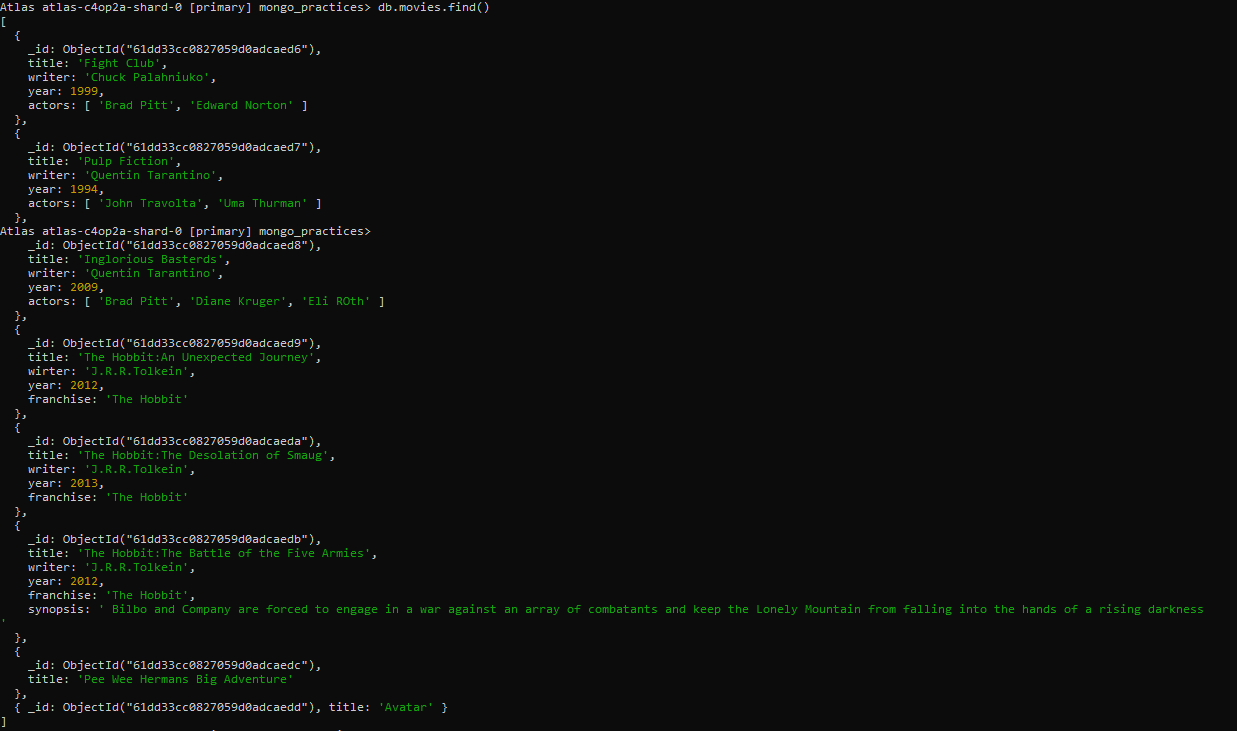 Atlas atlas-c4op2a-shard-0 [primary] mongo_practices> db.movies.find()
[
  {
    _id: ObjectId("61dd33cc0827059d0adcaed6"),
    title: 'Fight Club',
    writer: 'Chuck Palahniuko',
    year: 1999,
    actors: [ 'Brad Pitt', 'Edward Norton' ]
  },
  {
    _id: ObjectId("61dd33cc0827059d0adcaed7"),
    title: 'Pulp Fiction',
    writer: 'Quentin Tarantino',
    year: 1994,
    actors: [ 'John Travolta', 'Uma Thurman' ]
  },
Atlas atlas-c4op2a-shard-0 [primary] mongo_practices>
    _id: ObjectId("61dd33cc0827059d0adcaed8"),
    title: 'Inglorious Basterds',
    writer: 'Quentin Tarantino',
    year: 2009,
    actors: [ 'Brad Pitt', 'Diane Kruger', 'Eli ROth' ]
  },
  {
    _id: ObjectId("61dd33cc0827059d0adcaed9"),
    title: 'The Hobbit:An Unexpected Journey',
    wirter: 'J.R.R.Tolkein',
    year: 2012,
    franchise: 'The Hobbit'
  },
  {
    _id: ObjectId("61dd33cc0827059d0adcaeda"),
    title: 'The Hobbit:The Desolation of Smaug',
    writer: 'J.R.R.Tolkein',
    year: 2013,
    franchise: 'The Hobbit'
  },
  {
    _id: ObjectId("61dd33cc0827059d0adcaedb"),
    title: 'The Hobbit:The Battle of the Five Armies',
    writer: 'J.R.R.Tolkein',
    year: 2012,
    franchise: 'The Hobbit',
    synopsis: ' Bilbo and Company are forced to engage in a war against an array of combatants and keep the Lonely Mountain from falling into the hands of a rising darkness
'
  },
  {
    _id: ObjectId("61dd33cc0827059d0adcaedc"),
    title: 'Pee Wee Hermans Big Adventure'
  },
  { _id: ObjectId("61dd33cc0827059d0adcaedd"), title: 'Avatar' }
]